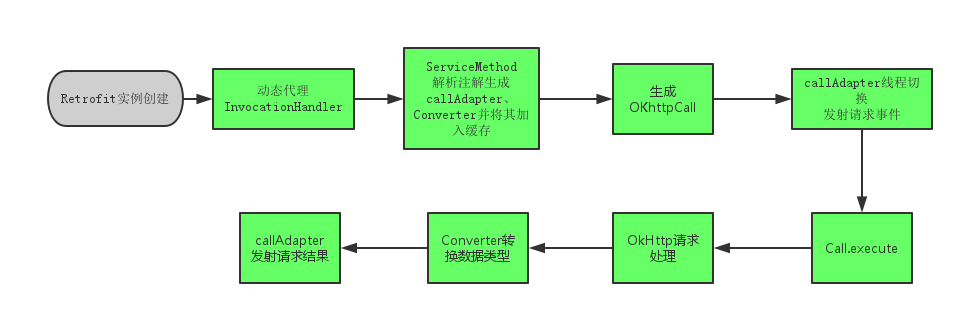 Retrofit实例创建
动态代理
InvocationHandler
ServiceMethod
解析注解生成
callAdapter、
Converter并将其加
入缓存
生成
OKhttpCall
callAdapter线程切
换
发射请求事件
Call.execute
OkHttp请求
处理
Converter转
换数据类型
callAdapter
发射请求结果